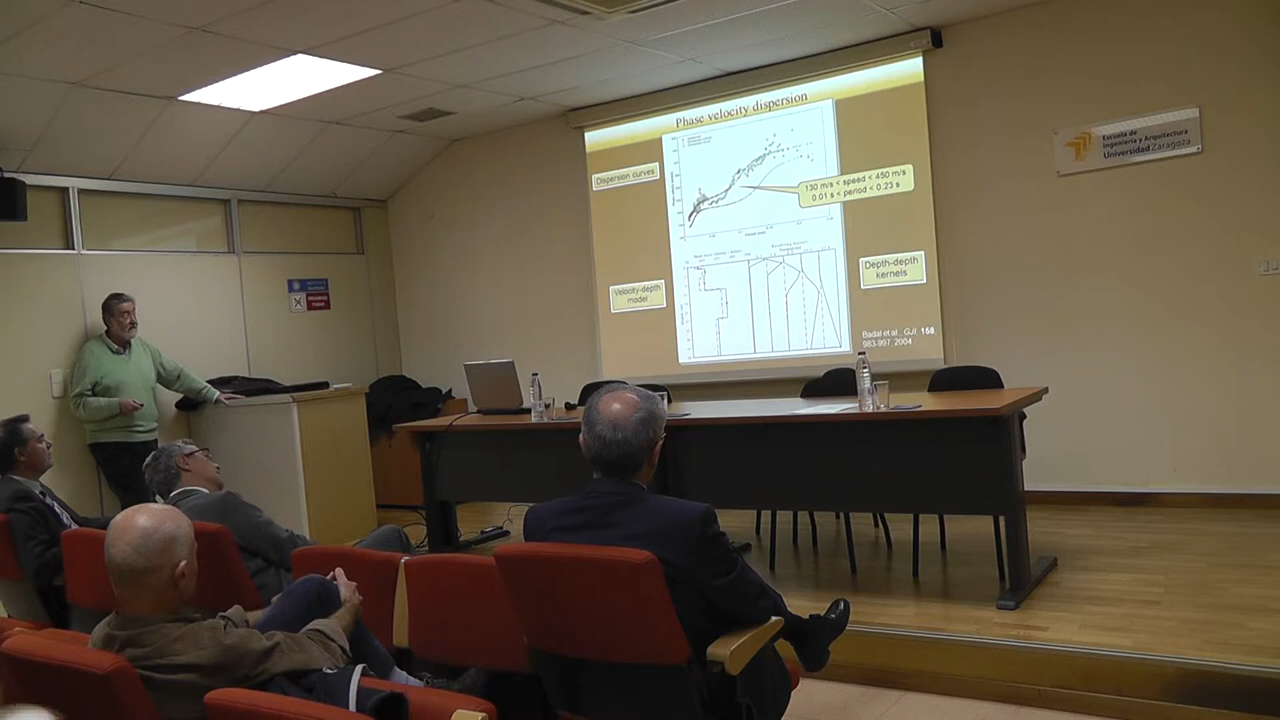 Phase velocity dispersion
Dispersion curves
130 m/s < speed < 450 m/s
0.01 s < period < 0.23 s
Velocity-depth
model
Depth-depth
kernels
Badal et al., GJI, 158,
983-997, 2004
Escuela de
Ingeniería y Arquitectura
Universidad Zaragoza